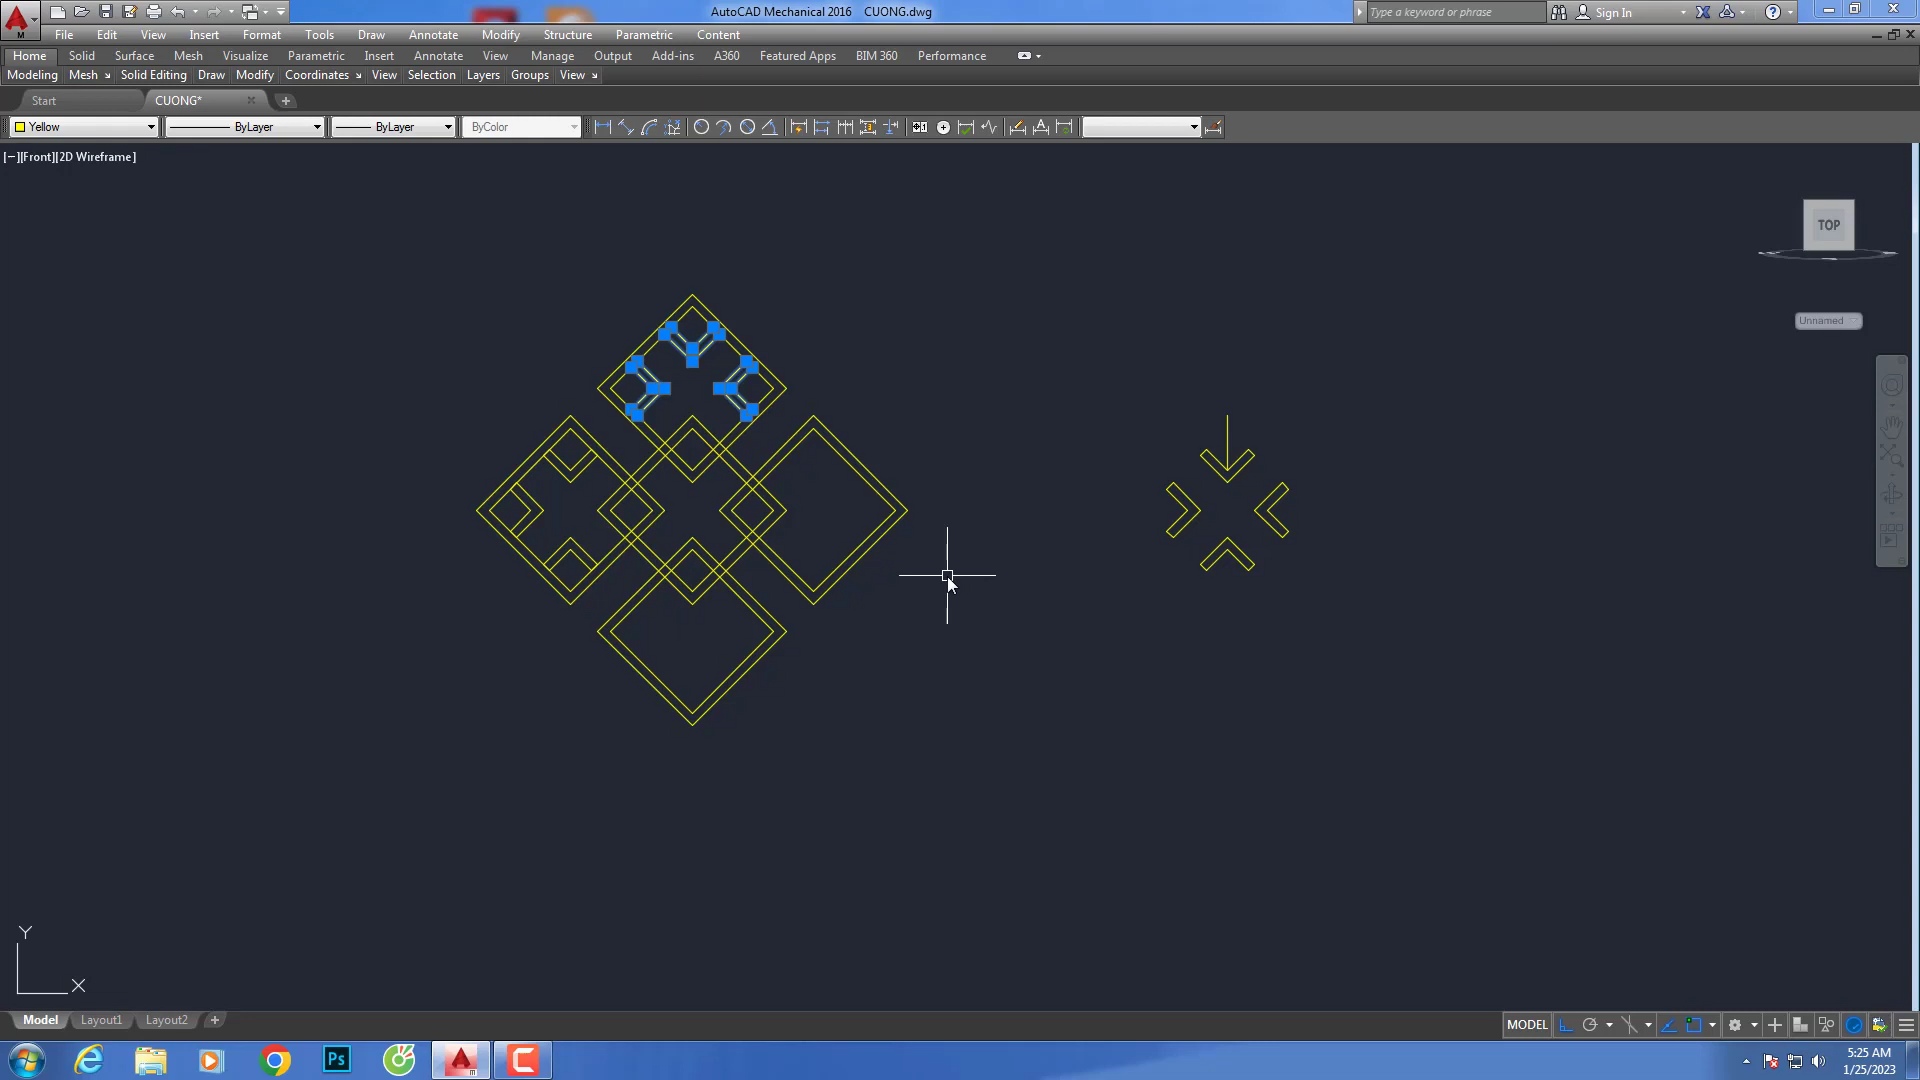 AutoCAD Mechanical 2016 CUONG.dwg
Type a keyword or phrase
Sign In
M
File Edit View Insert Format Tools Draw Annotate Modify Structure Parametric Content
Home Solid Surface Mesh Visualize Parametric Insert Annotate View Manage Output Add-ins A360 Featured Apps BIM 360 Performance
Modeling Mesh Solid Editing Draw Modify Coordinates View Selection Layers Groups View
Start CUONG*
Yellow ByLayer ByLayer ByColor
[−][Front][2D Wireframe]
TOP
Unnamed
Y
X
Model Layout1 Layout2
MODEL
Ps
m
5:25 AM
1/25/2023